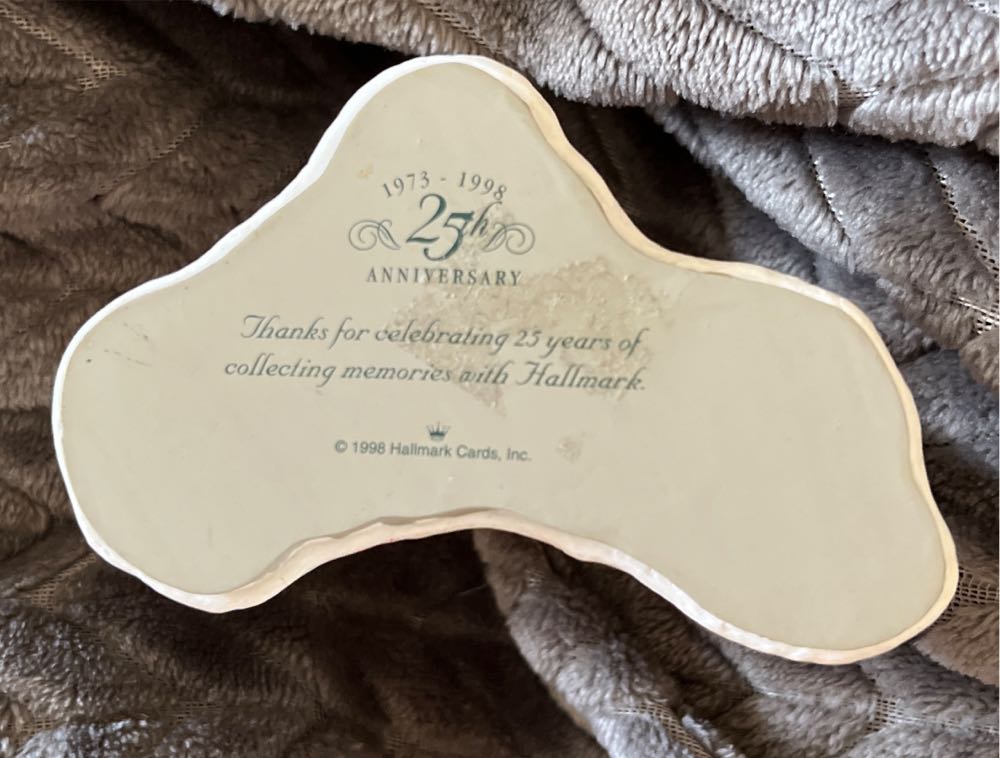 1973 - 1998
25th
ANNIVERSARY
Thanks for celebrating 25 years of
collecting memories with Hallmark.
© 1998 Hallmark Cards, Inc.